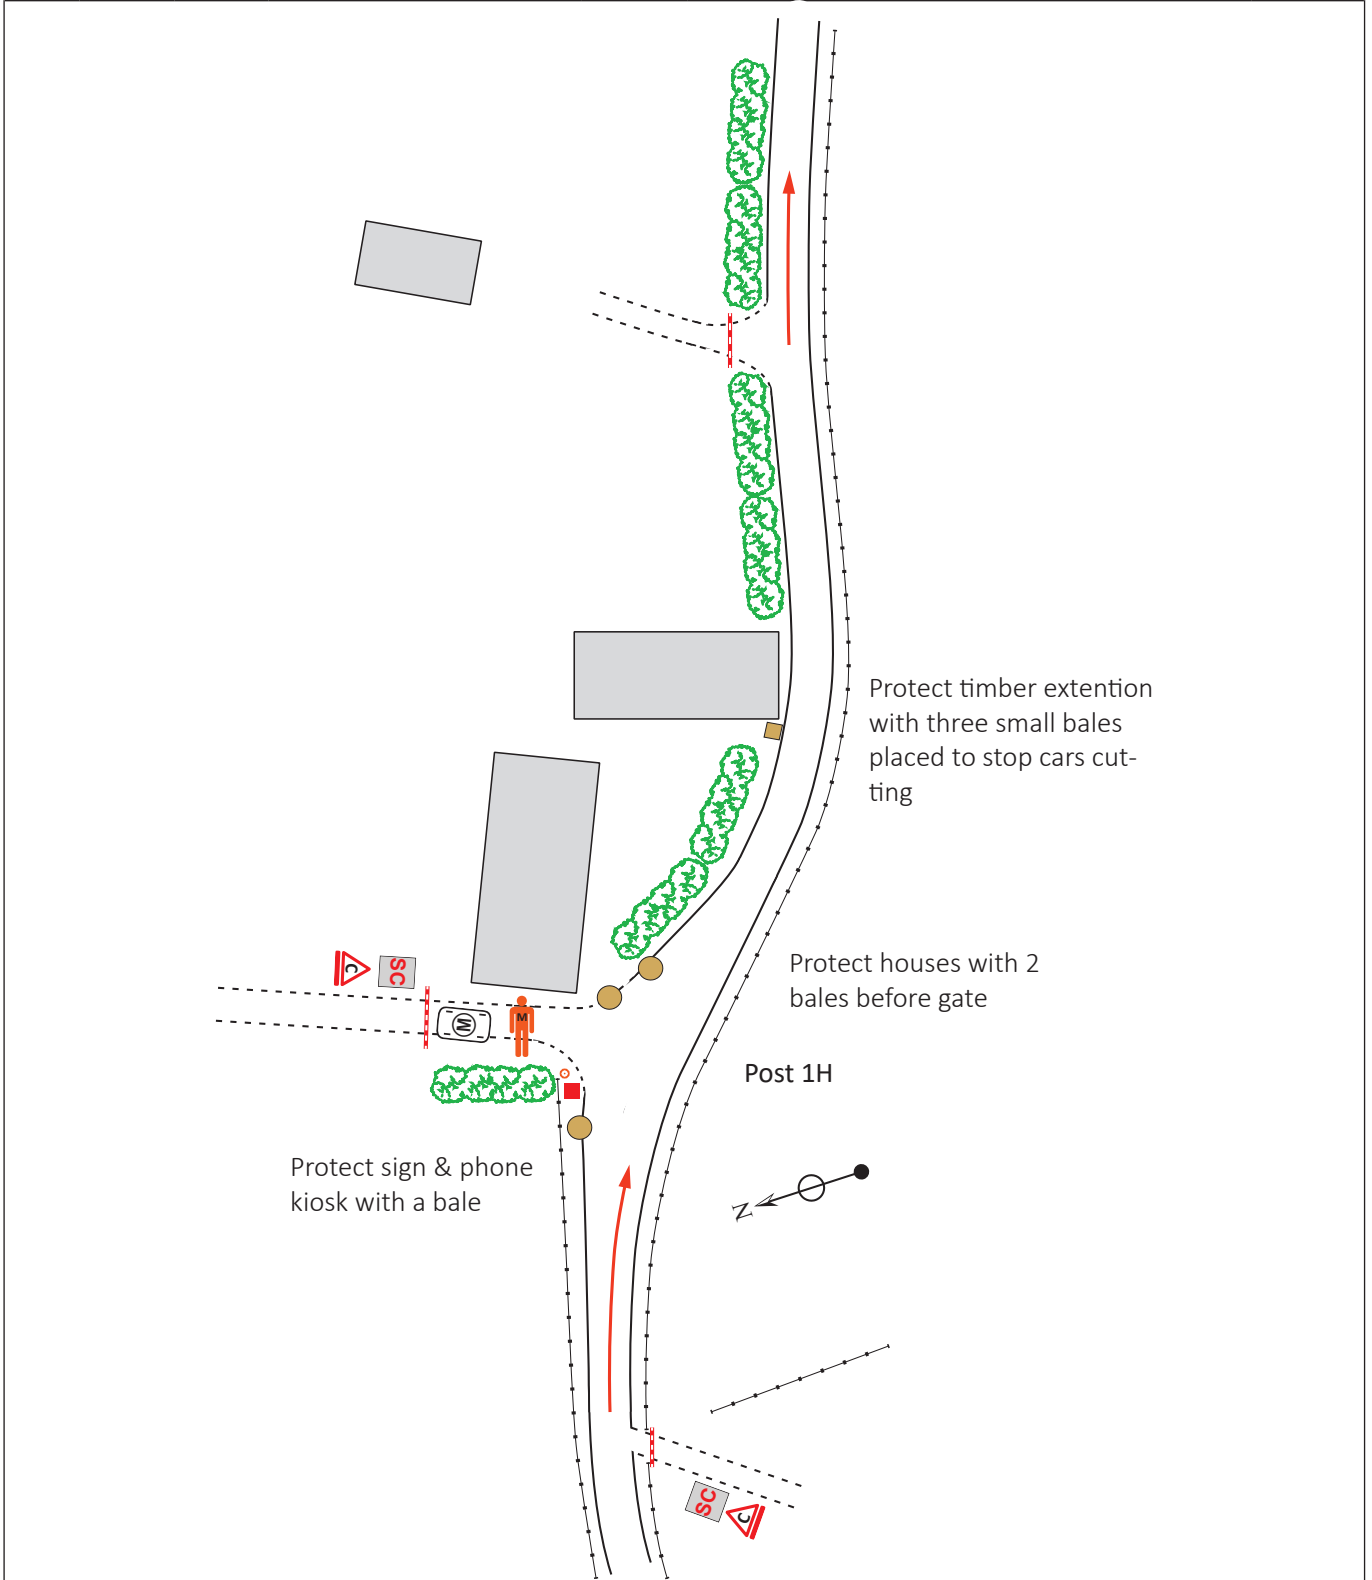 Protect timber extention
with three small bales
placed to stop cars cut-
ting
Protect houses with 2
bales before gate
C
SC
M
M
Post 1H
Protect sign & phone
kiosk with a bale
N
SC
C